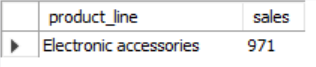 product_line sales
Electronic accessories 971